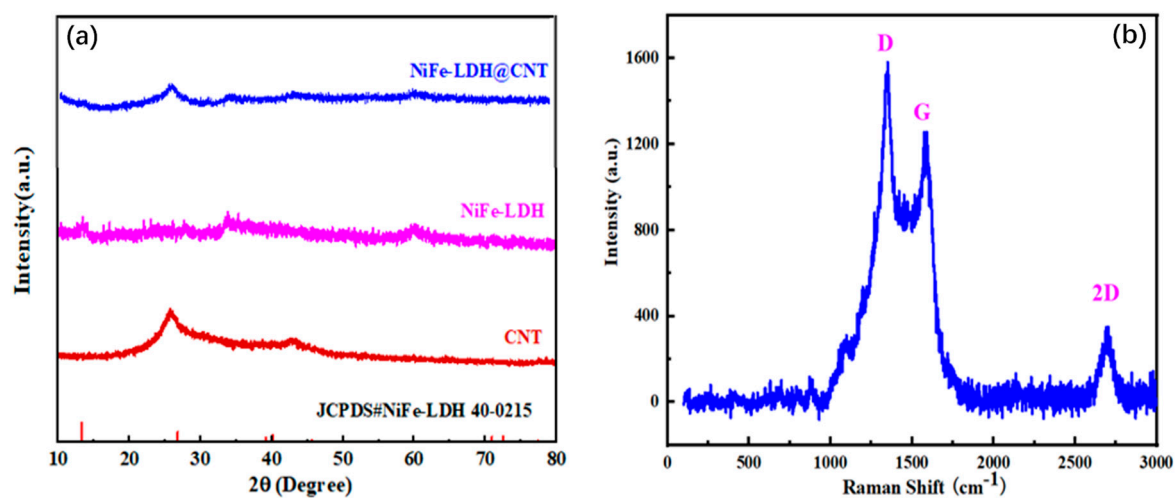 (a)
NiFe-LDH@CNT
NiFe-LDH
CNT
JCPDS#NiFe-LDH 40-0215
Intensity(a.u.)
10 20 30 40 50 60 70 80
2θ (Degree)
(b)
D
G
2D
1600
1200
800
400
0
Intensity (a.u.)
0 500 1000 1500 2000 2500 3000
Raman Shift (cm⁻¹)